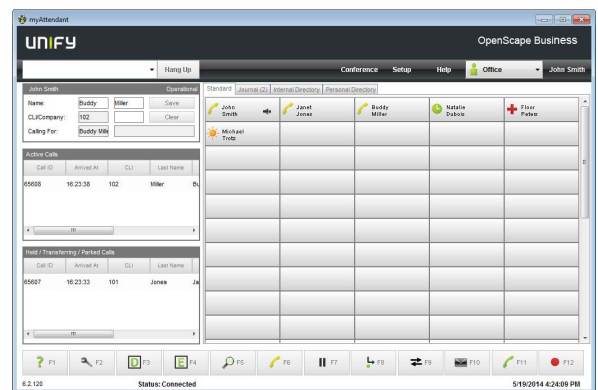 myAttendant
UNIFY
OpenScape Business
Hang Up
Conference Setup Help Office John Smith
John Smith Operational
Name: Buddy Miller Save
CLI/Company: 102 Clear
Calling For: Buddy Mille
Active Calls
Call ID Arrived At CLI Last Name
65608 16:23:38 102 Miller Bu
Held / Transferring / Parked Calls
Call ID Arrived At CLI Last Name
65607 16:23:33 101 Jones Ja
Standard Journal (2) Internal Directory Personal Directory
John Smith
Janet Jones
Buddy Miller
Natalie Dubois
Floor Peters
Michael Trotz
F1 F2 D F3 E F4 F5 F6 F7 F8 F9 F10 F11 F12
6.2.120 Status: Connected 5/19/2014 4:24:09 PM